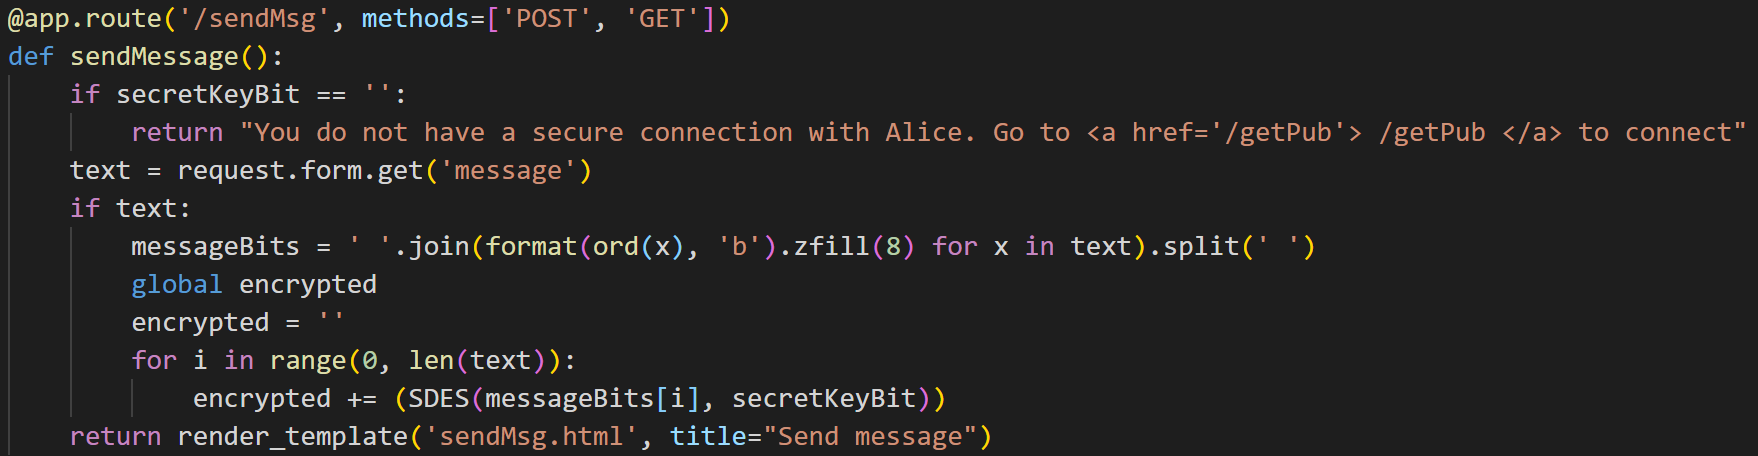 @app.route('/sendMsg', methods=['POST', 'GET'])
def sendMessage():
    if secretKeyBit == '':
        return "You do not have a secure connection with Alice. Go to <a href='/getPub'> /getPub </a> to connect"
    text = request.form.get('message')
    if text:
        messageBits = ' '.join(format(ord(x), 'b').zfill(8) for x in text).split(' ')
        global encrypted
        encrypted = ''
        for i in range(0, len(text)):
            encrypted += (SDES(messageBits[i], secretKeyBit))
    return render_template('sendMsg.html', title="Send message")